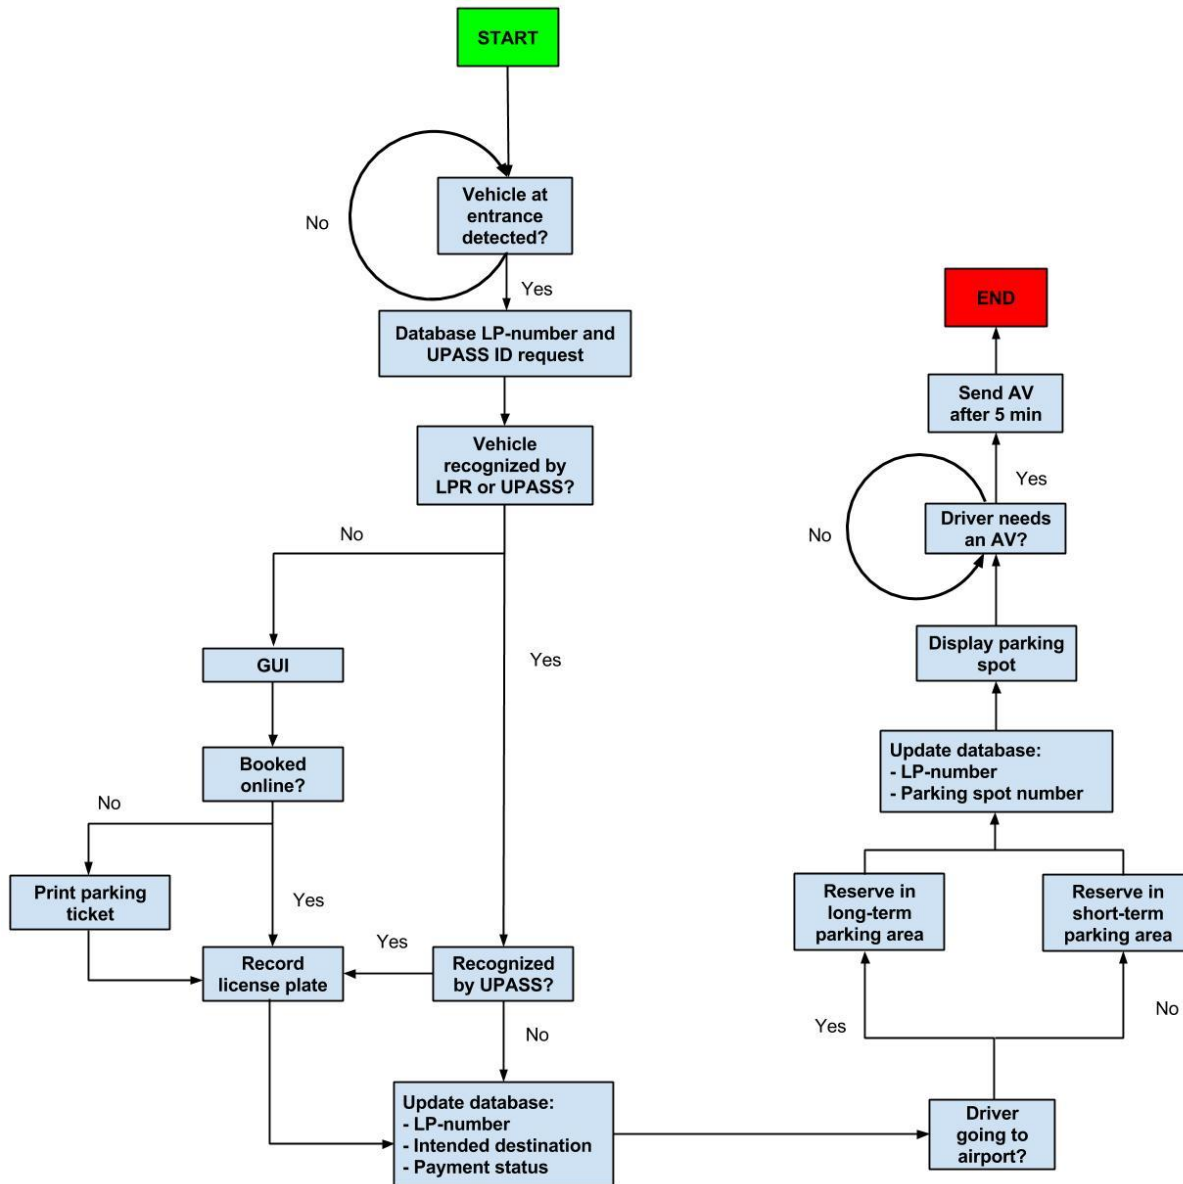 START
Vehicle at
entrance
detected?
No
Yes
Database LP-number and
UPASS ID request
Vehicle
recognized by
LPR or UPASS?
No
Yes
GUI
Booked
online?
No
Yes
Print parking
ticket
Record
license plate
Yes
Recognized
by UPASS?
No
Update database:
- LP-number
- Intended destination
- Payment status
Driver
going to
airport?
Yes
No
Reserve in
long-term
parking area
Reserve in
short-term
parking area
Update database:
- LP-number
- Parking spot number
Display parking
spot
Driver needs
an AV?
No
Yes
Send AV
after 5 min
END